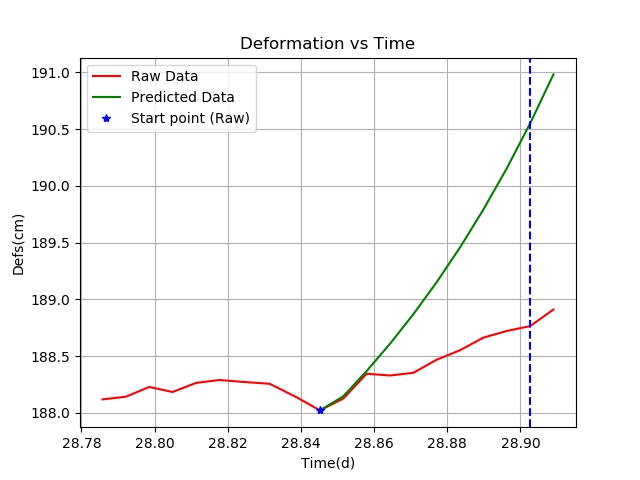 Deformation vs Time
Raw Data
Predicted Data
Start point (Raw)
191.0
190.5
190.0
189.5
189.0
188.5
188.0
Defs(cm)
28.78 28.80 28.82 28.84 28.86 28.88 28.90
Time(d)